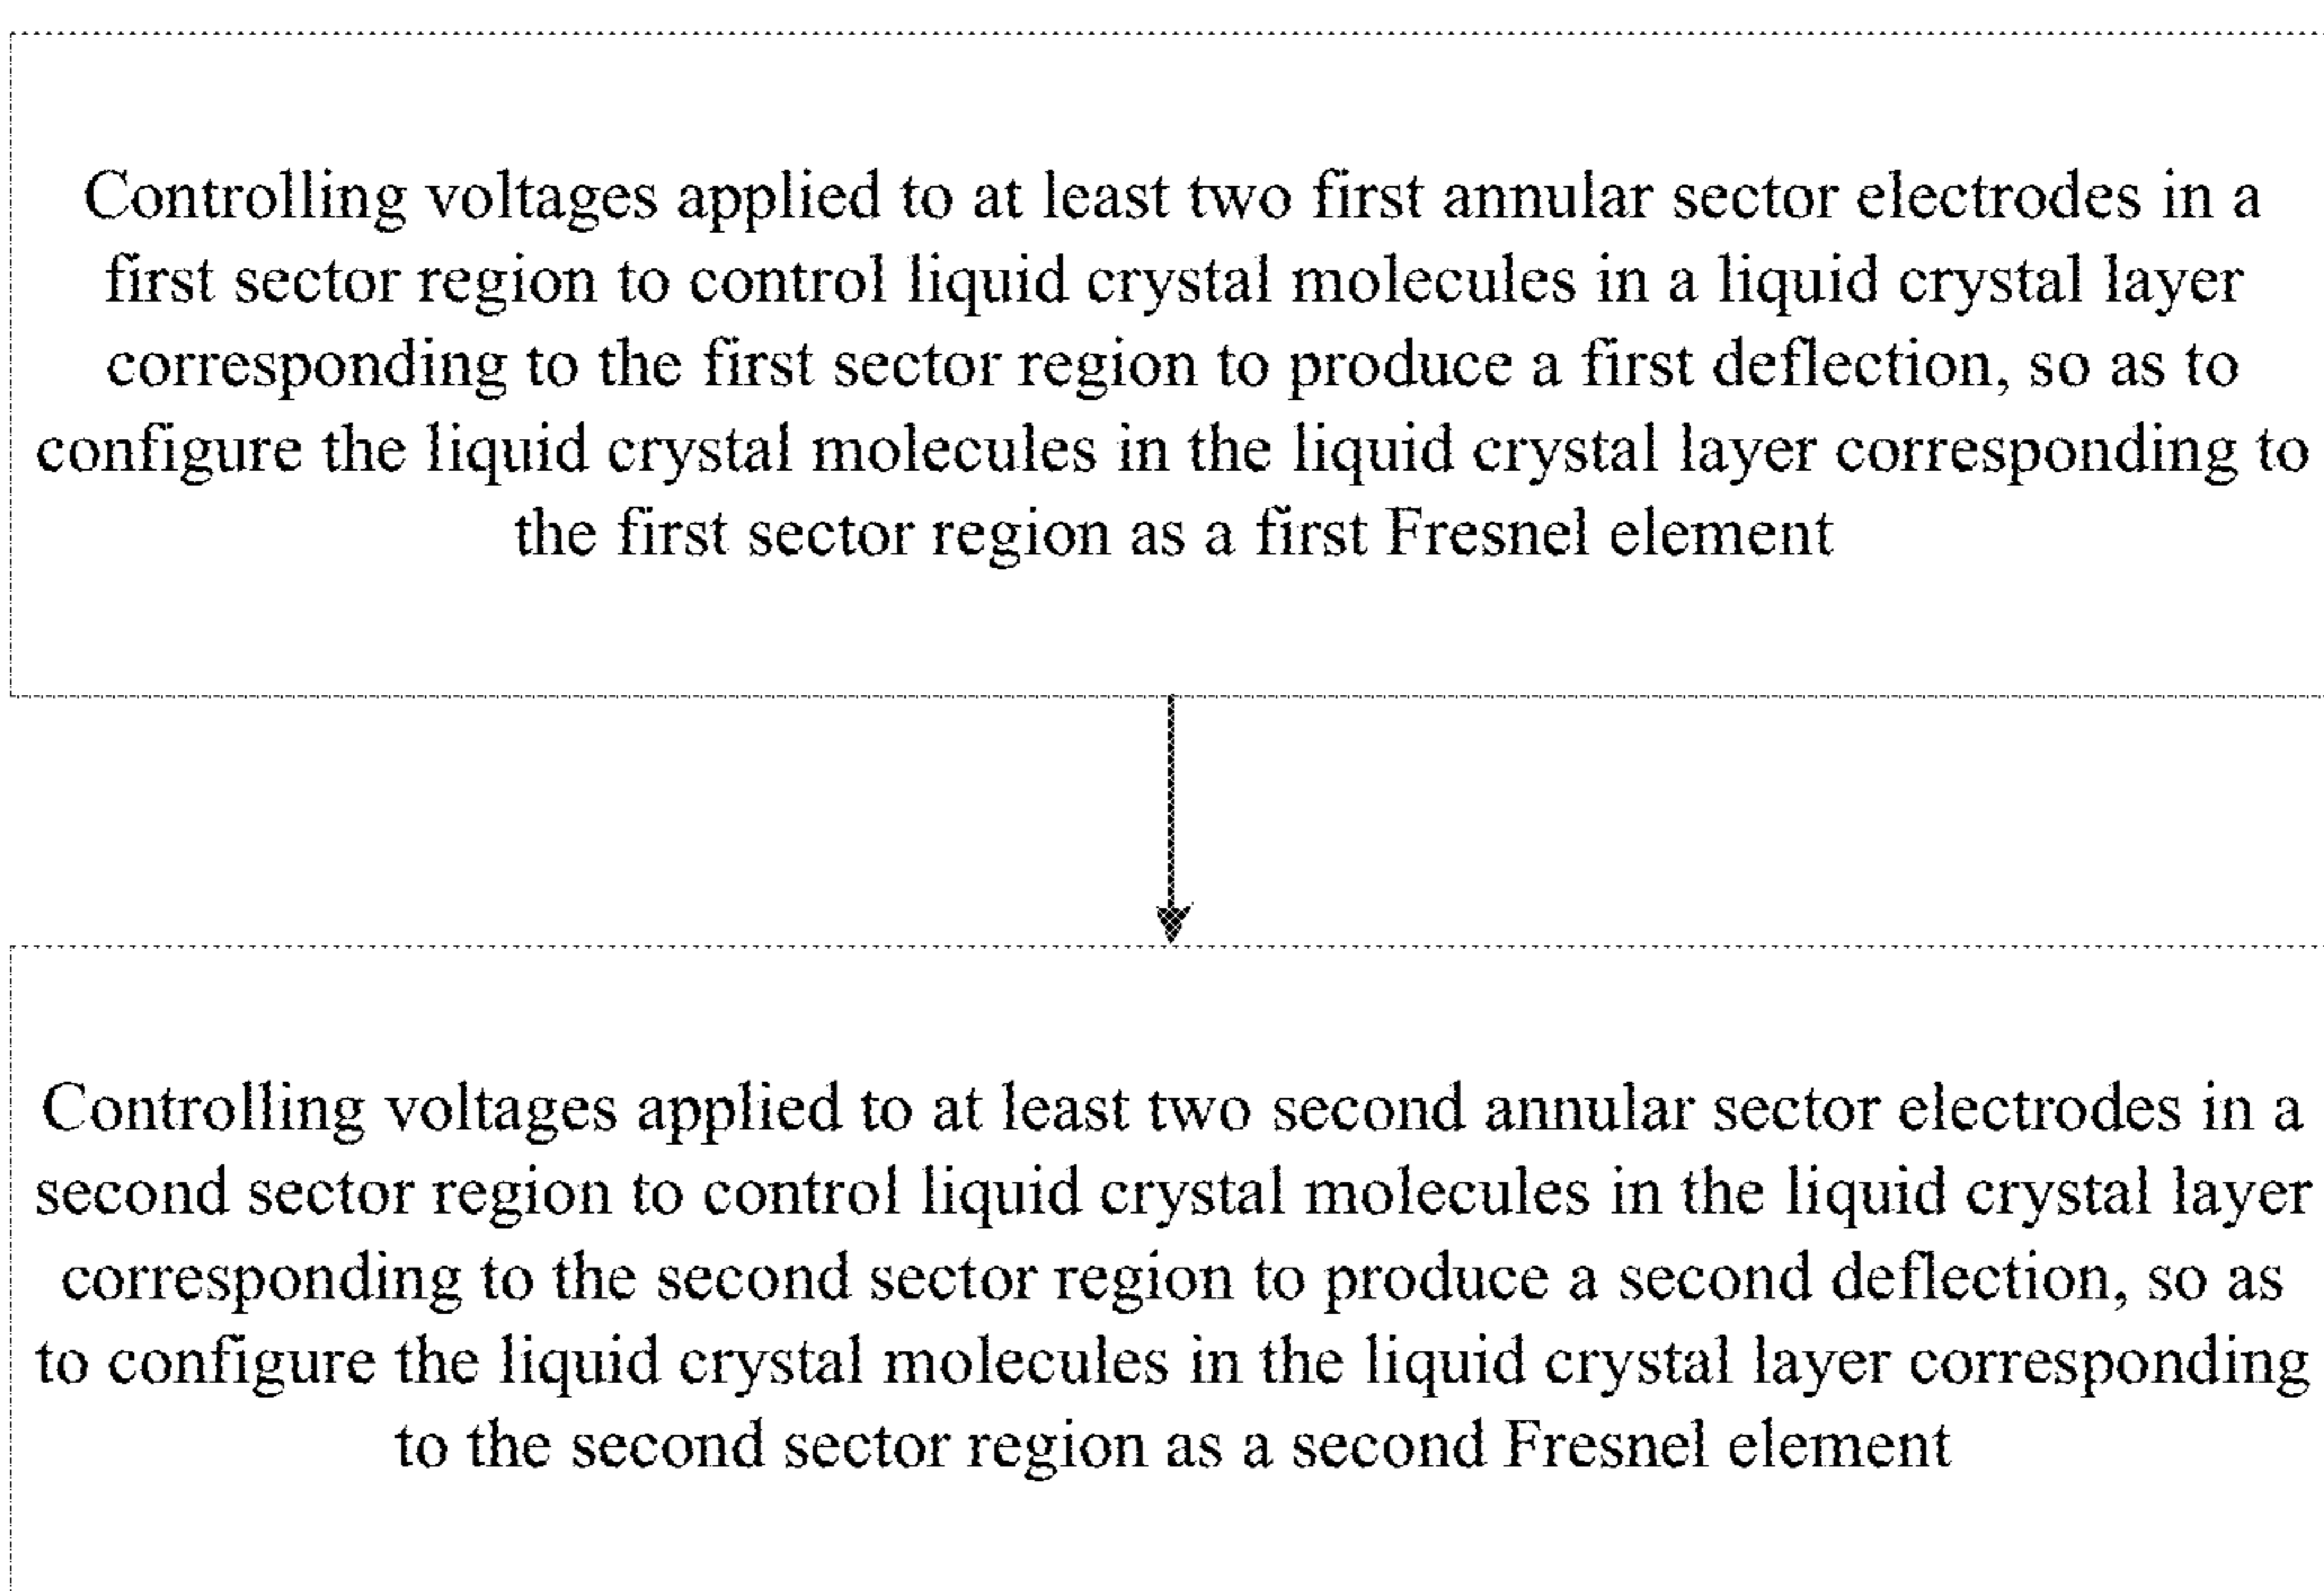 Controlling voltages applied to at least two first annular sector electrodes in a
first sector region to control liquid crystal molecules in a liquid crystal layer
corresponding to the first sector region to produce a first deflection, so as to
configure the liquid crystal molecules in the liquid crystal layer corresponding to
the first sector region as a first Fresnel element
Controlling voltages applied to at least two second annular sector electrodes in a
second sector region to control liquid crystal molecules in the liquid crystal layer
corresponding to the second sector region to produce a second deflection, so as
to configure the liquid crystal molecules in the liquid crystal layer corresponding
to the second sector region as a second Fresnel element